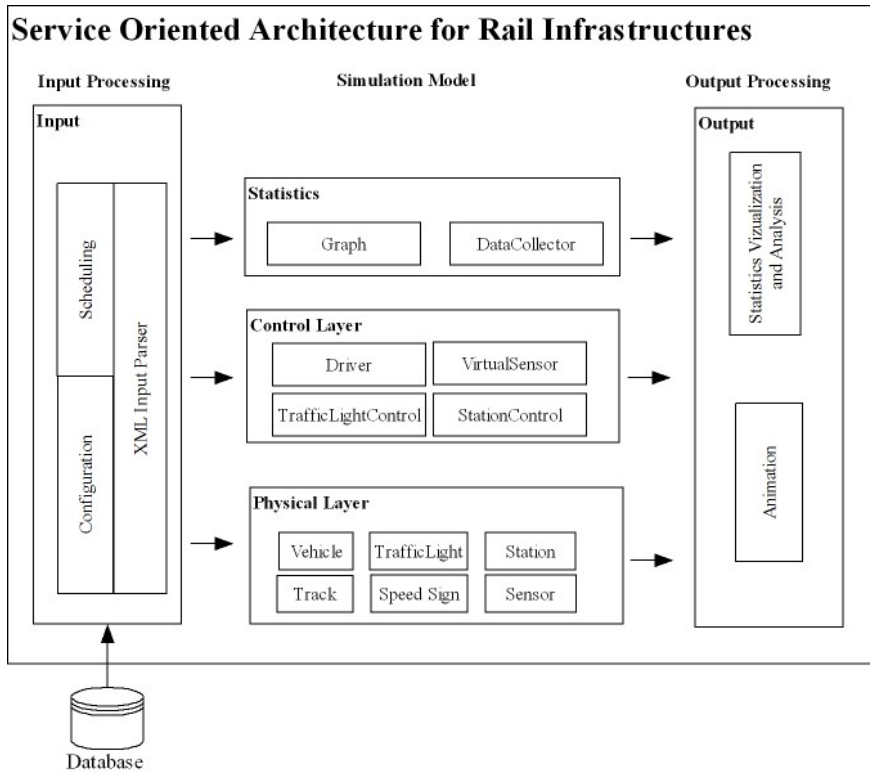 Service Oriented Architecture for Rail Infrastructures
Input Processing
Simulation Model
Output Processing
Input
Scheduling
Configuration
XML Input Parser
Statistics
Graph
DataCollector
Control Layer
Driver
VirtualSensor
TrafficLightControl
StationControl
Physical Layer
Vehicle
TrafficLight
Station
Track
Speed Sign
Sensor
Output
Statistics Vizualization
and Analysis
Animation
Database